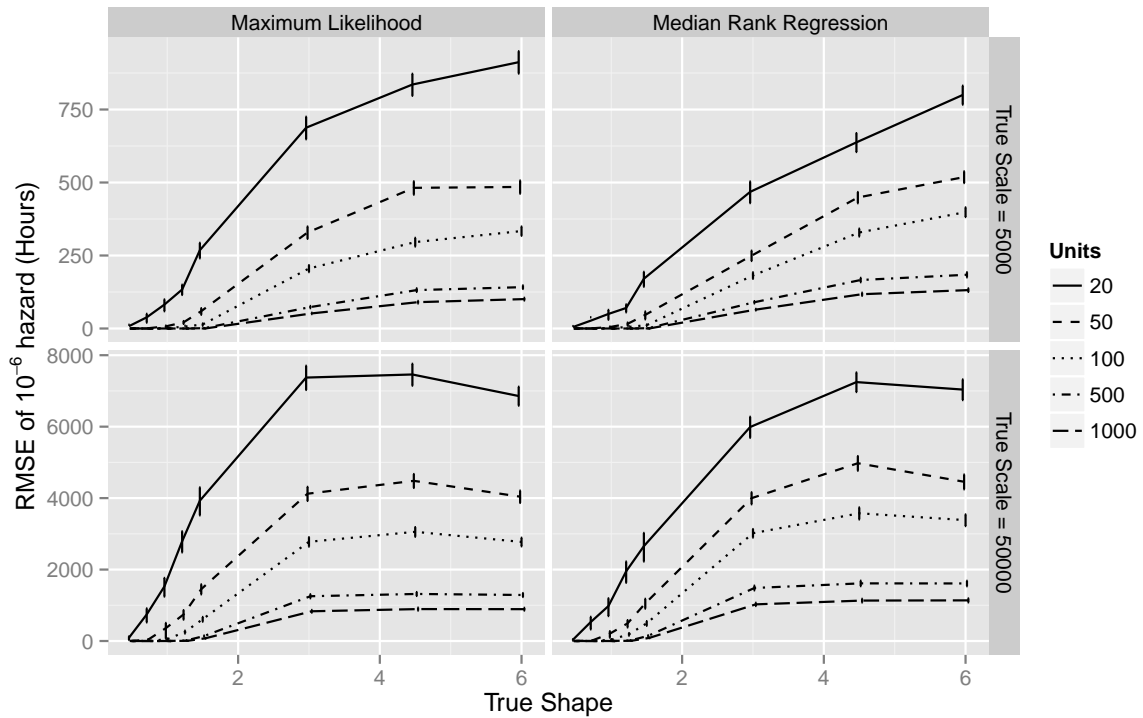 Maximum Likelihood
Median Rank Regression
RMSE of 10⁻⁶ hazard (Hours)
750
500
250
0
True Scale = 5000
8000
6000
4000
2000
0
True Scale = 50000
2
4
6
2
4
6
True Shape
Units
20
50
100
500
1000